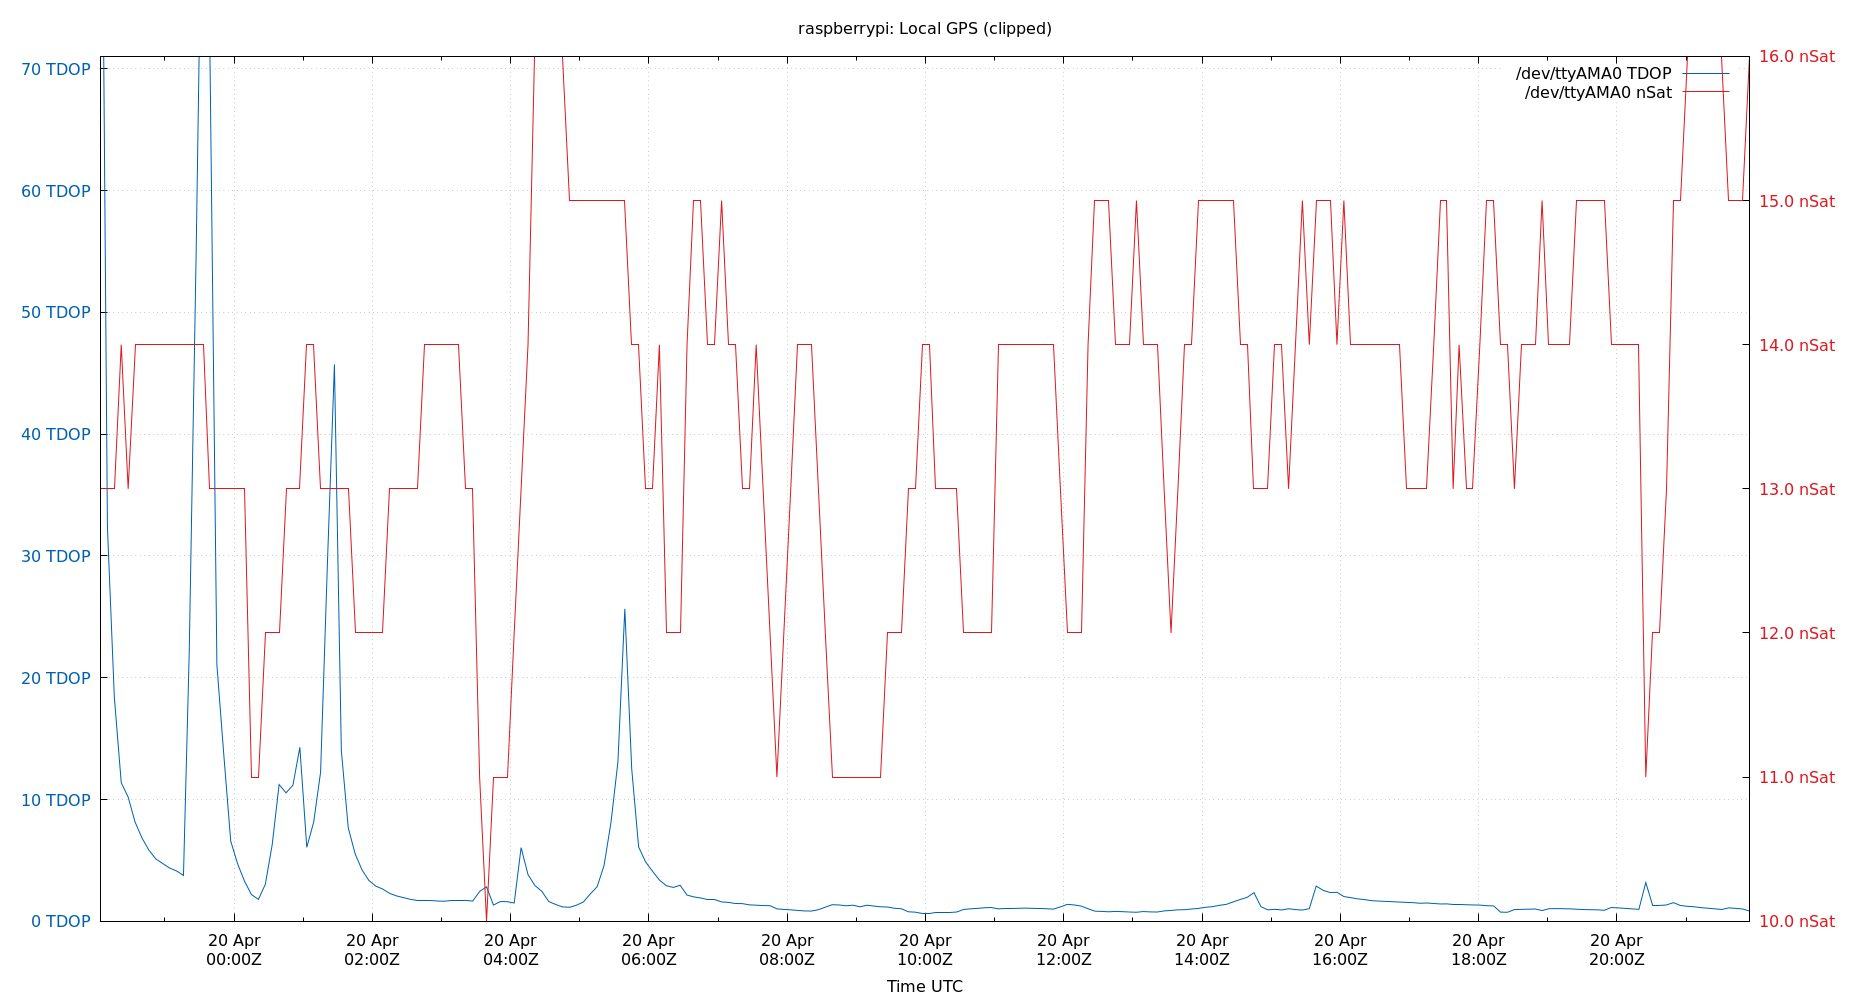 raspberrypi: Local GPS (clipped)
70 TDOP
60 TDOP
50 TDOP
40 TDOP
30 TDOP
20 TDOP
10 TDOP
0 TDOP
16.0 nSat
15.0 nSat
14.0 nSat
13.0 nSat
12.0 nSat
11.0 nSat
10.0 nSat
/dev/ttyAMA0 TDOP
/dev/ttyAMA0 nSat
20 Apr
00:00Z
20 Apr
02:00Z
20 Apr
04:00Z
20 Apr
06:00Z
20 Apr
08:00Z
20 Apr
10:00Z
20 Apr
12:00Z
20 Apr
14:00Z
20 Apr
16:00Z
20 Apr
18:00Z
20 Apr
20:00Z
Time UTC